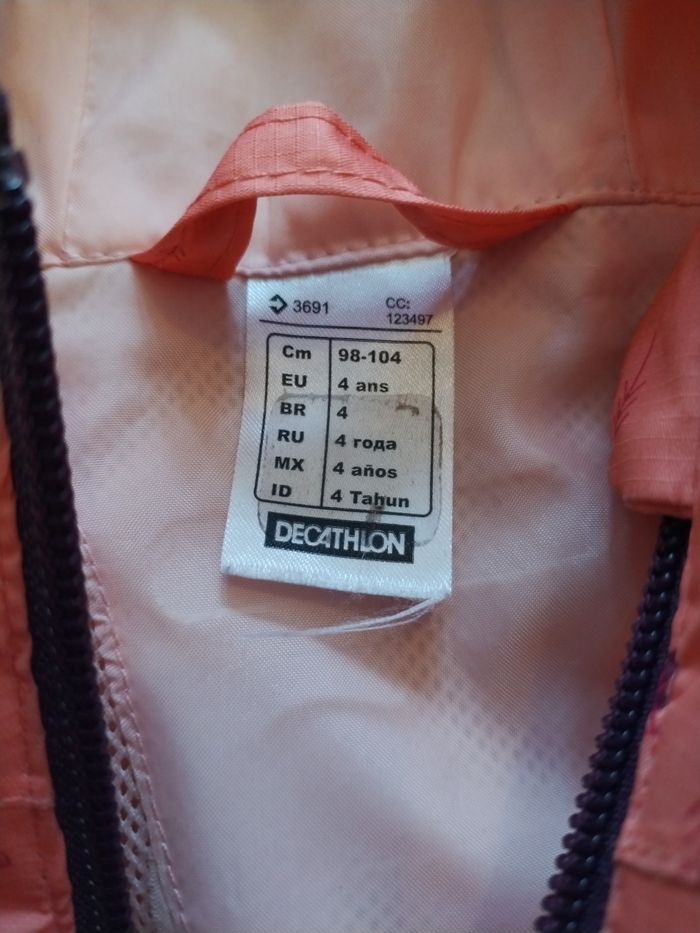 3691 CC:
123497
Cm 98-104
EU 4 ans
BR 4
RU 4 года
MX 4 años
ID 4 Tahun
DECATHLON